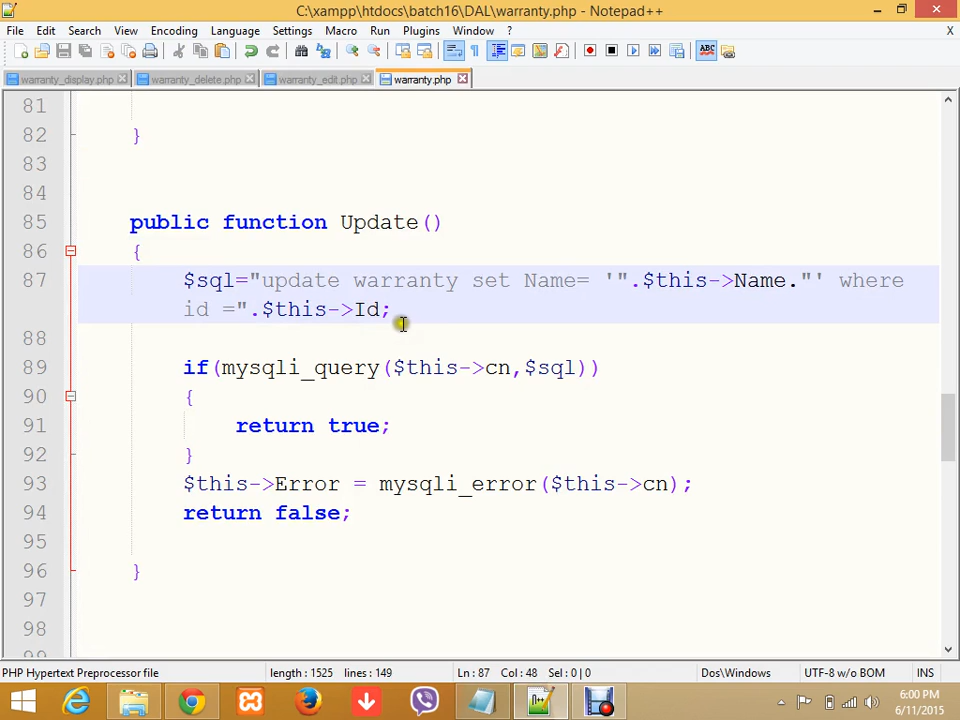 C:\xampp\htdocs\batch16\DAL\warranty.php - Notepad++
File Edit Search View Encoding Language Settings Macro Run Plugins Window ? X
warranty_display.php warranty_delete.php warranty_edit.php warranty.php
81
82 }
83
84
85 public function Update()
86 {
87 $sql="update warranty set Name= '".$this->Name."' where
id =".$this->Id;
88
89 if(mysqli_query($this->cn,$sql))
90 {
91 return true;
92 }
93 $this->Error = mysqli_error($this->cn);
94 return false;
95
96 }
97
98
PHP Hypertext Preprocessor file length : 1525 lines : 149 Ln : 87 Col : 48 Sel : 0 | 0 Dos\Windows UTF-8 w/o BOM INS
6:00 PM
6/11/2015